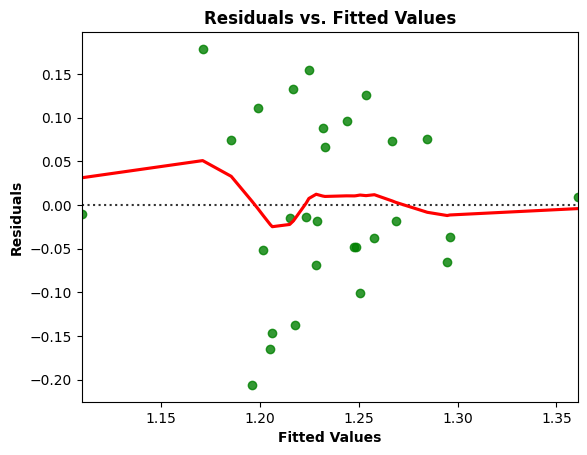 Residuals vs. Fitted Values
Residuals
0.15
0.10
0.05
0.00
−0.05
−0.10
−0.15
−0.20
1.15 1.20 1.25 1.30 1.35
Fitted Values